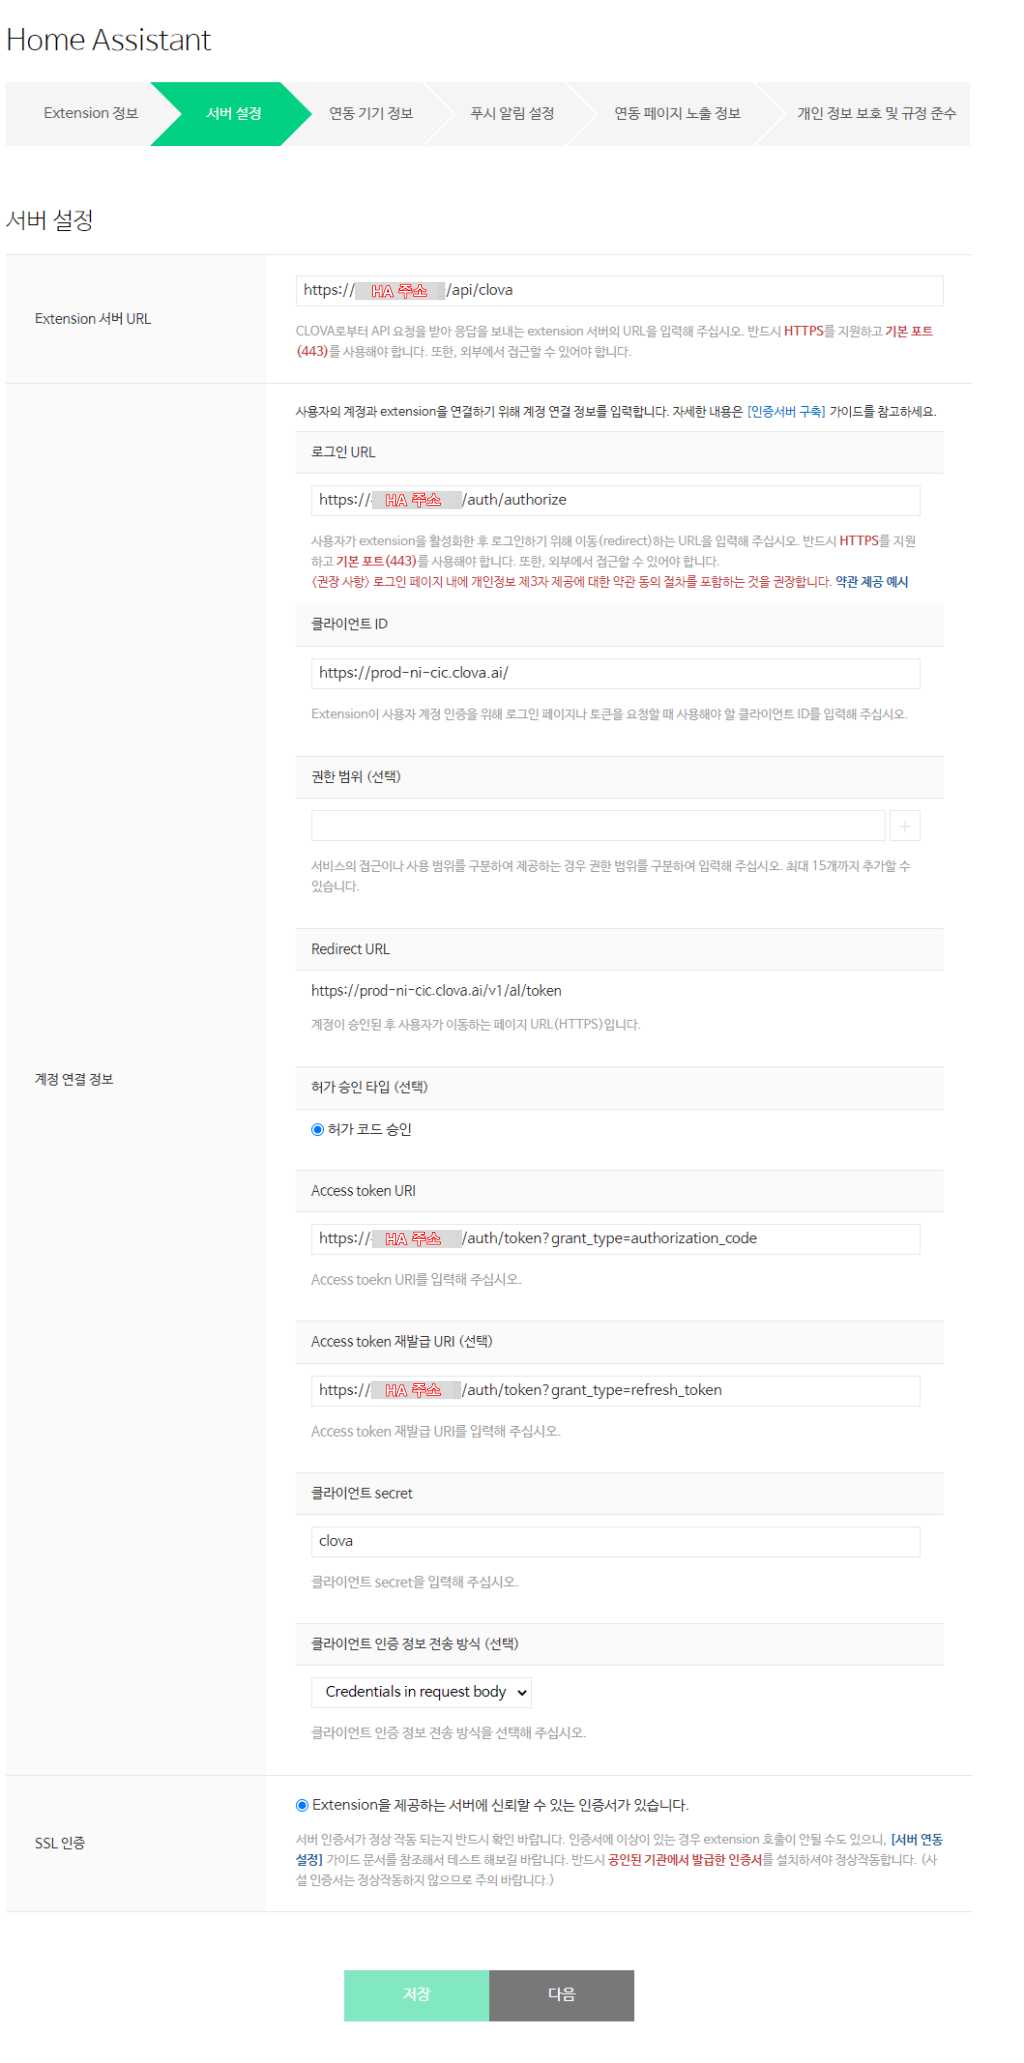 Home Assistant
Extension 정보
서버 설정
연동 기기 정보
푸시 알림 설정
연동 페이지 노출 정보
개인 정보 보호 및 규정 준수
서버 설정
Extension 서버 URL
https:// HA 주소 /api/clova
CLOVA로부터 API 요청을 받아 응답을 보내는 extension 서버의 URL을 입력해 주십시오. 반드시 HTTPS를 지원하고 기본 포트
(443)를 사용해야 합니다. 또한, 외부에서 접근할 수 있어야 합니다.
계정 연결 정보
사용자의 계정과 extension을 연결하기 위해 계정 연결 정보를 입력합니다. 자세한 내용은 [인증서버 구축] 가이드를 참고하세요.
로그인 URL
https:// HA 주소 /auth/authorize
사용자가 extension을 활성화한 후 로그인하기 위해 이동(redirect)하는 URL을 입력해 주십시오. 반드시 HTTPS를 지원
하고 기본 포트(443)를 사용해야 합니다. 또한, 외부에서 접근할 수 있어야 합니다.
<권장 사항> 로그인 페이지 내에 개인정보 제3자 제공에 대한 약관 동의 절차를 포함하는 것을 권장합니다. 약관 제공 예시
클라이언트 ID
https://prod-ni-cic.clova.ai/
Extension이 사용자 계정 인증을 위해 로그인 페이지나 토큰을 요청할 때 사용해야 할 클라이언트 ID를 입력해 주십시오.
권한 범위 (선택)
+
서비스의 접근이나 사용 범위를 구분하여 제공하는 경우 권한 범위를 구분하여 입력해 주십시오. 최대 15개까지 추가할 수
있습니다.
Redirect URL
https://prod-ni-cic.clova.ai/v1/al/token
계정이 승인된 후 사용자가 이동하는 페이지 URL(HTTPS)입니다.
허가 승인 타입 (선택)
허가 코드 승인
Access token URI
https:// HA 주소 /auth/token?grant_type=authorization_code
Access toekn URI를 입력해 주십시오.
Access token 재발급 URI (선택)
https:// HA 주소 /auth/token?grant_type=refresh_token
Access token 재발급 URI를 입력해 주십시오.
클라이언트 secret
clova
클라이언트 secret을 입력해 주십시오.
클라이언트 인증 정보 전송 방식 (선택)
Credentials in request body
클라이언트 인증 정보 전송 방식을 선택해 주십시오.
SSL 인증
Extension을 제공하는 서버에 신뢰할 수 있는 인증서가 있습니다.
서버 인증서가 정상 작동 되는지 반드시 확인 바랍니다. 인증서에 이상이 있는 경우 extension 호출이 안될 수도 있으니, [서버 연동
설정] 가이드 문서를 참조해서 테스트 해보길 바랍니다. 반드시 공인된 기관에서 발급한 인증서를 설치하셔야 정상작동합니다. (사
설 인증서는 정상작동하지 않으므로 주의 바랍니다.)
저장
다음